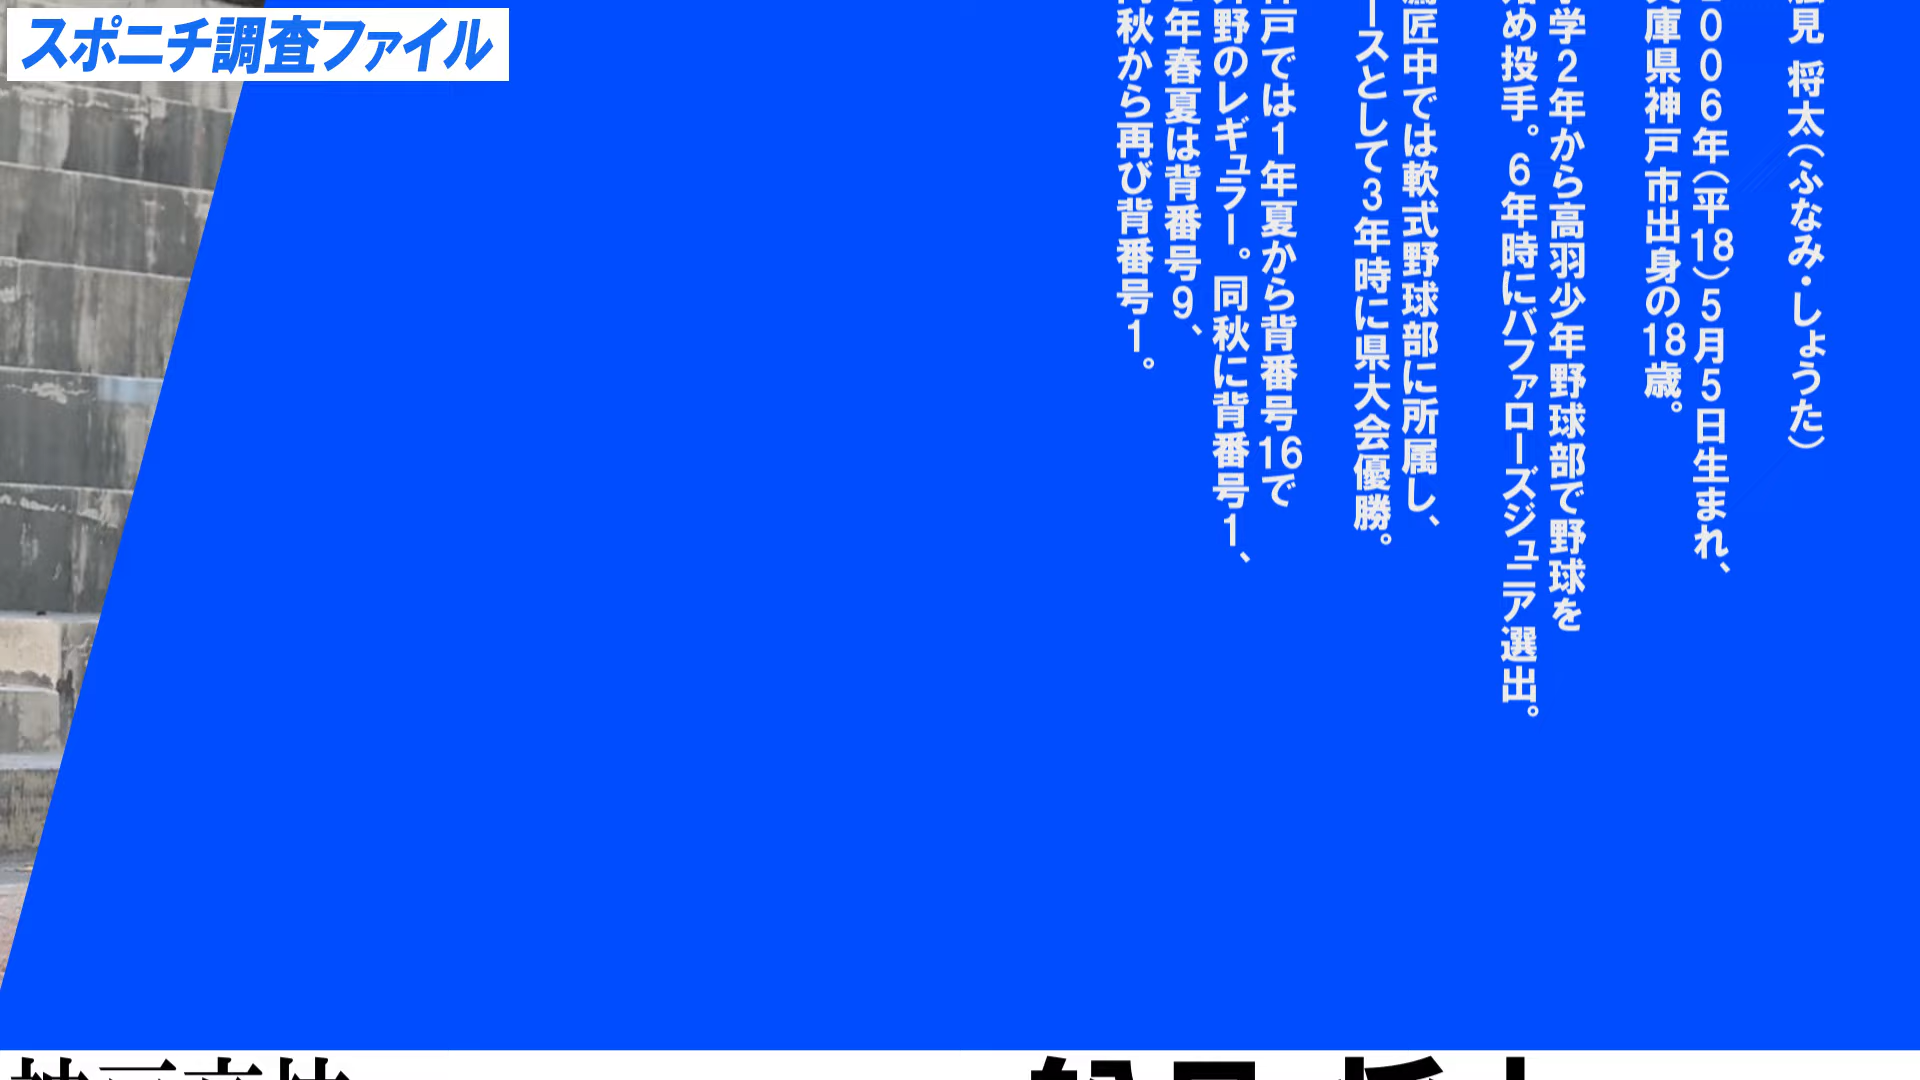 スポニチ調査ファイル
見 将太(ふなみ・しょうた)
００６年(平18)５月５日生まれ、
庫県神戸市出身の18歳。
学２年から高羽少年野球部で野球を
め投手。６年時にバファローズジュニア選出。
匠中では軟式野球部に所属し、
ースとして３年時に県大会優勝。
戸では１年夏から背番号16で
野のレギュラー。同秋に背番号１、
年春夏は背番号９、
秋から再び背番号１。